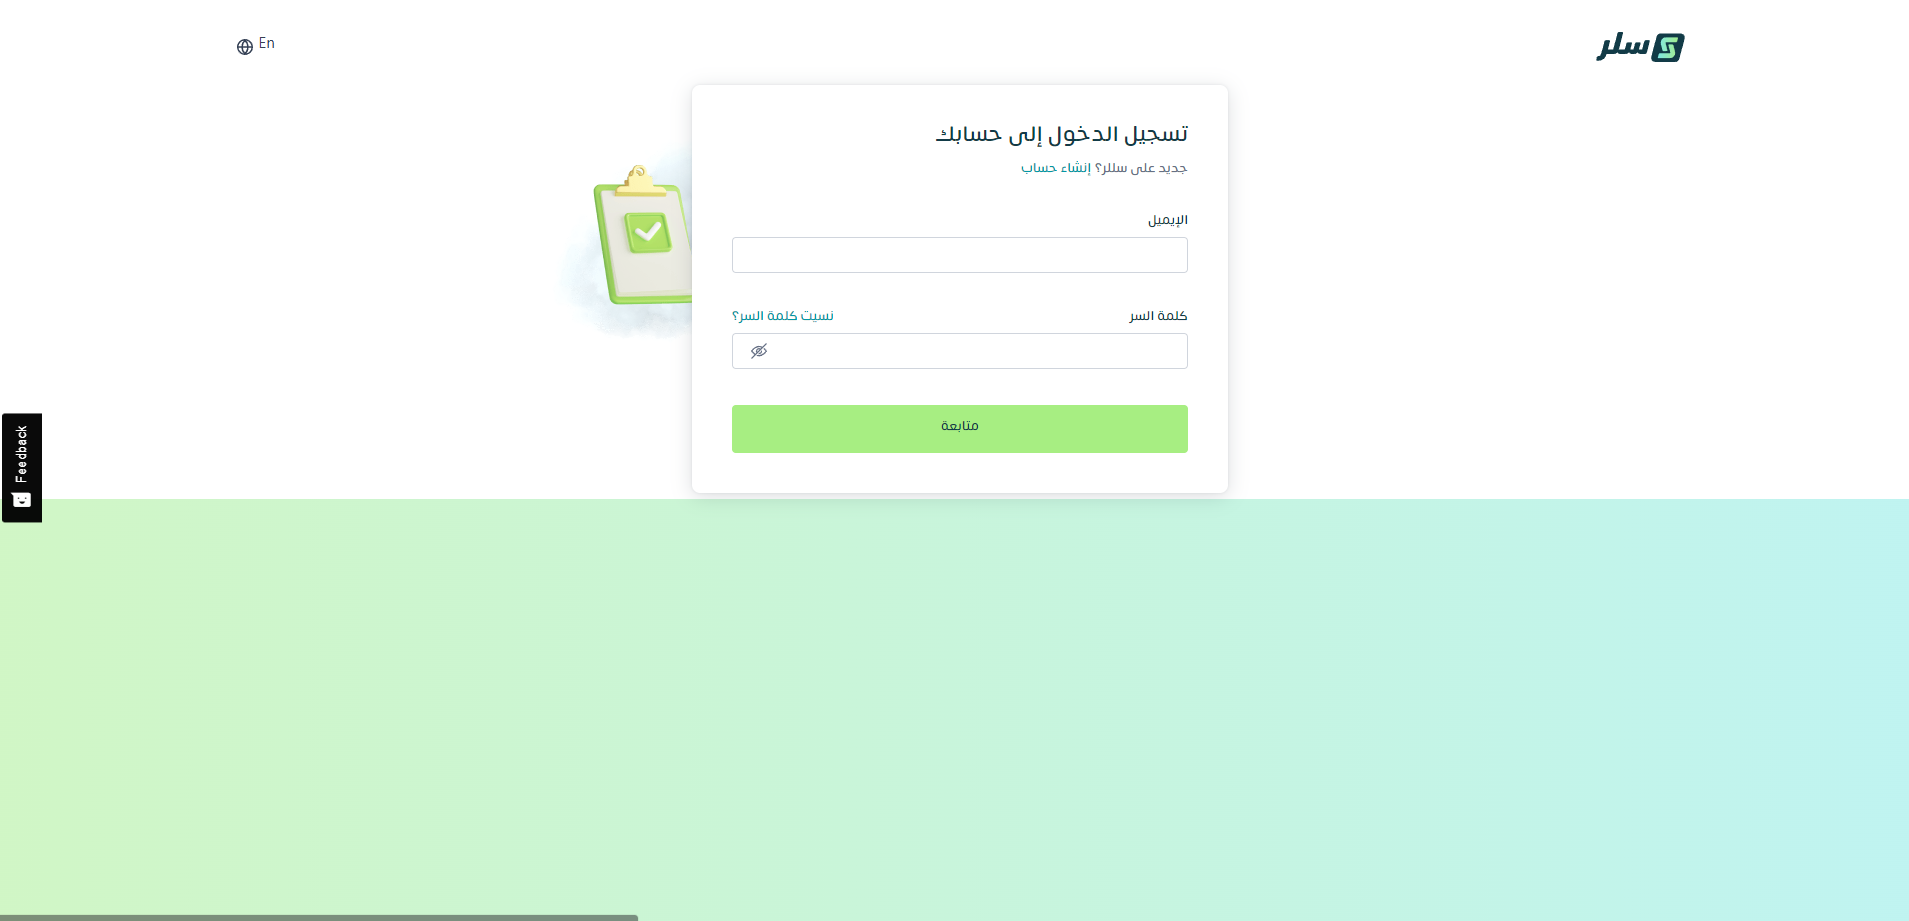 سلر
En
تسجيل الدخول إلى حسابك
جديد على سللر؟ إنشاء حساب
الإيميل
كلمة السر
نسيت كلمة السر؟
متابعة
Feedback